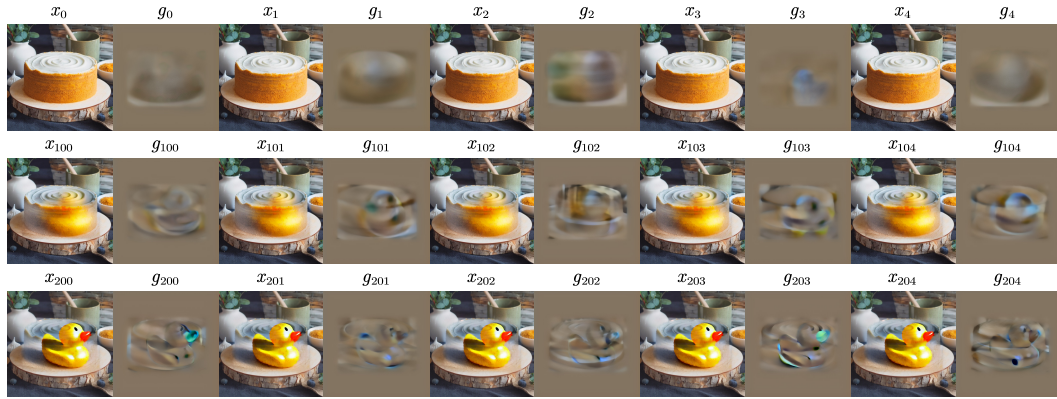 x₀ g₀ x₁ g₁ x₂ g₂ x₃ g₃ x₄ g₄
x₁₀₀ g₁₀₀ x₁₀₁ g₁₀₁ x₁₀₂ g₁₀₂ x₁₀₃ g₁₀₃ x₁₀₄ g₁₀₄
x₂₀₀ g₂₀₀ x₂₀₁ g₂₀₁ x₂₀₂ g₂₀₂ x₂₀₃ g₂₀₃ x₂₀₄ g₂₀₄